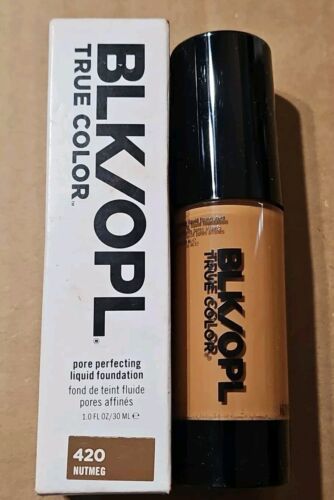 BLK/OPL®
TRUE COLOR™
pore perfecting
liquid foundation
fond de teint fluide
pores affinés
1.0 FL OZ/30 ML ℮
420
NUTMEG
BLK/OPL
TRUE COLOR